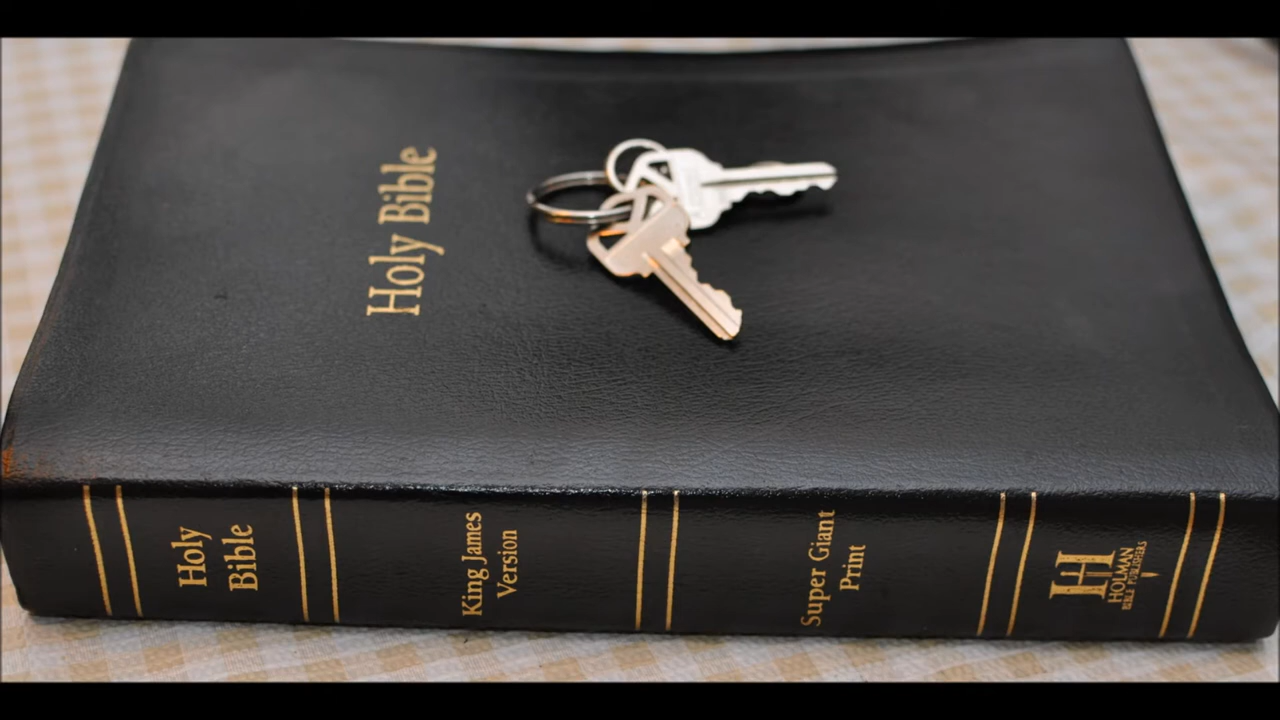 Holy Bible
Holy
Bible
King James
Version
Super Giant
Print
HOLMAN
BIBLE PUBLISHERS